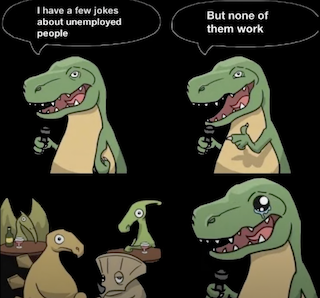 I have a few jokes
about unemployed
people
But none of
them work